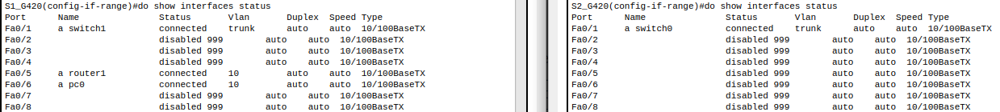 S1_G420(config-if-range)#do show interfaces status
Port Name Status Vlan Duplex Speed Type
Fa0/1 a switch1 connected trunk auto auto 10/100BaseTX
Fa0/2 disabled 999 auto auto 10/100BaseTX
Fa0/3 disabled 999 auto auto 10/100BaseTX
Fa0/4 disabled 999 auto auto 10/100BaseTX
Fa0/5 a router1 connected 10 auto auto 10/100BaseTX
Fa0/6 a pc0 connected 10 auto auto 10/100BaseTX
Fa0/7 disabled 999 auto auto 10/100BaseTX
Fa0/8 disabled 999 auto auto 10/100BaseTX
S2_G420(config-if-range)#do show interfaces status
Port Name Status Vlan Duplex Speed Type
Fa0/1 a switch0 connected trunk auto auto 10/100BaseTX
Fa0/2 disabled 999 auto auto 10/100BaseTX
Fa0/3 disabled 999 auto auto 10/100BaseTX
Fa0/4 disabled 999 auto auto 10/100BaseTX
Fa0/5 disabled 999 auto auto 10/100BaseTX
Fa0/6 disabled 999 auto auto 10/100BaseTX
Fa0/7 disabled 999 auto auto 10/100BaseTX
Fa0/8 disabled 999 auto auto 10/100BaseTX